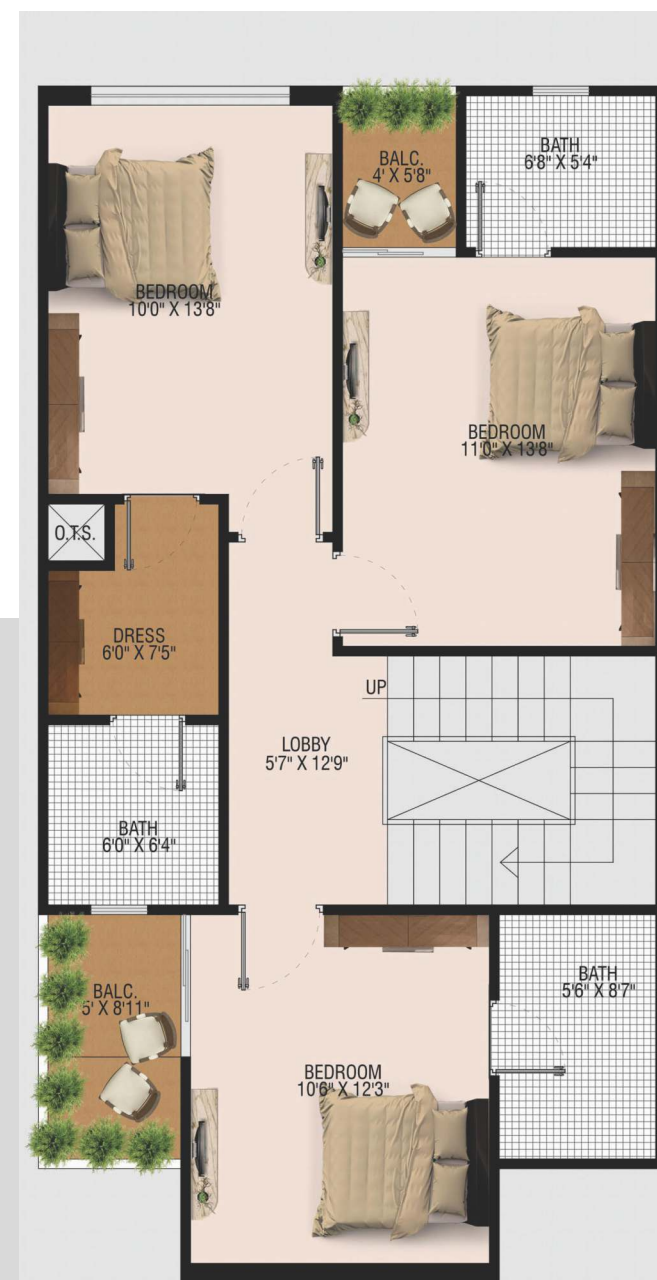 BALC.
4' X 5'8"
BATH
6'8" X 5'4"
BEDROOM
10'0" X 13'8"
BEDROOM
11'0" X 13'8"
O.T.S.
DRESS
6'0" X 7'5"
UP
LOBBY
5'7" X 12'9"
BATH
6'0" X 6'4"
BALC.
5' X 8'11"
BATH
5'6" X 8'7"
BEDROOM
10'6" X 12'3"